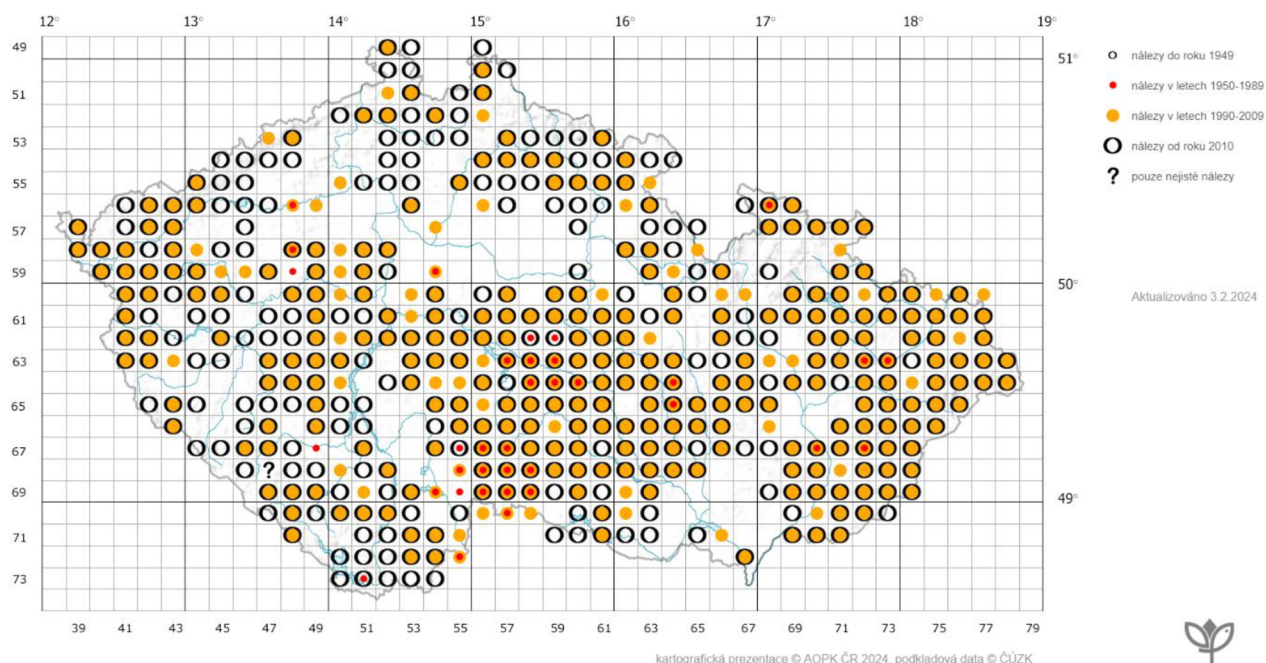 12° 13° 14° 15° 16° 17° 18° 19°
49
51° nálezy do roku 1949
51 nálezy v letech 1950-1989
nálezy v letech 1990-2009
53
nálezy od roku 2010
55 ? pouze nejisté nálezy
57
59
50°
Aktualizováno 3.2.2024
61
63
65
67
?
69
49°
71
73
39 41 43 45 47 49 51 53 55 57 59 61 63 65 67 69 71 73 75 77 79
kartografická prezentace © AOPK ČR 2024, podkladová data © ČÚZK